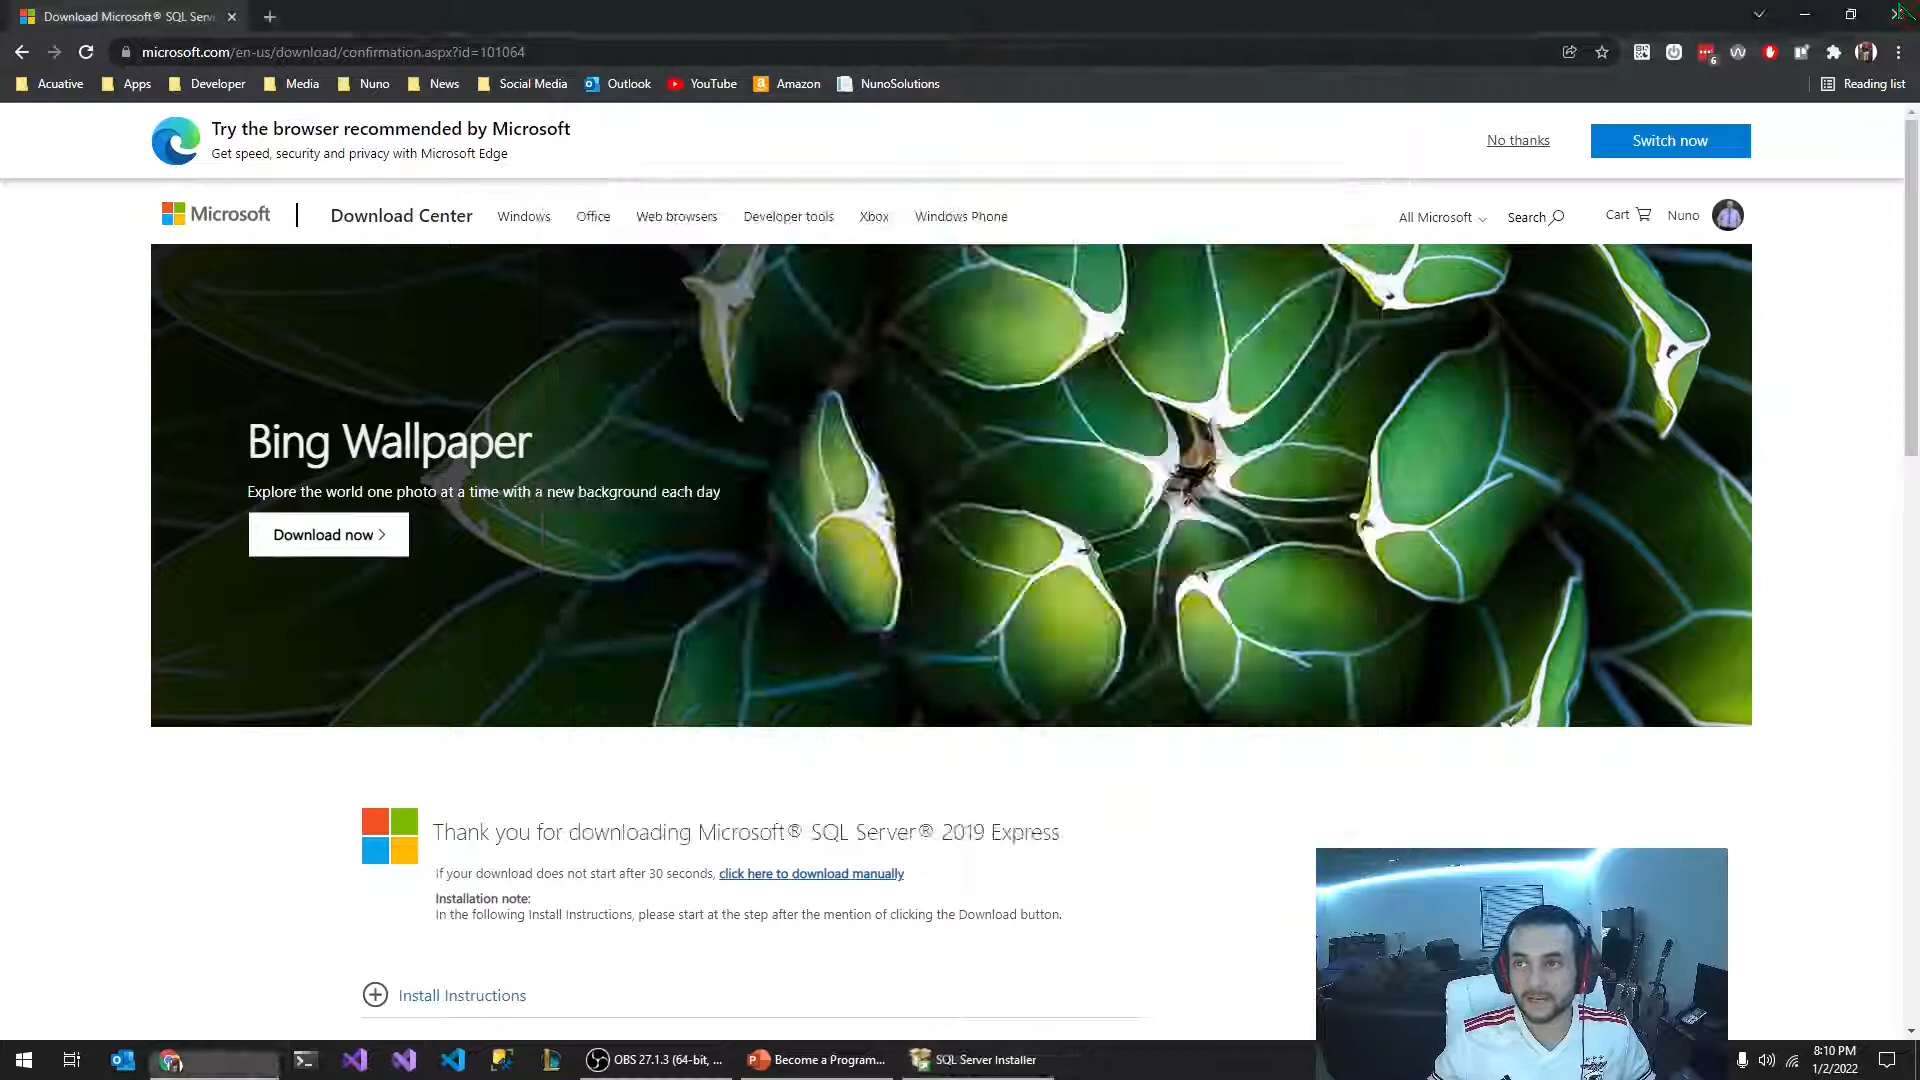 Download Microsoft® SQL Serv
microsoft.com/en-us/download/confirmation.aspx?id=101064
6
Acuative Apps Developer Media Nuno News Social Media Outlook YouTube Amazon NunoSolutions Reading list
Try the browser recommended by Microsoft
Get speed, security and privacy with Microsoft Edge
No thanks
Switch now
Microsoft Download Center Windows Office Web browsers Developer tools Xbox Windows Phone All Microsoft Search Cart Nuno
Bing Wallpaper
Explore the world one photo at a time with a new background each day
Download now
Thank you for downloading Microsoft® SQL Server® 2019 Express
If your download does not start after 30 seconds, click here to download manually
Installation note:
In the following Install Instructions, please start at the step after the mention of clicking the Download button.
Install Instructions
OBS 27.1.3 (64-bit, ... Become a Program... SQL Server Installer
8:10 PM
1/2/2022